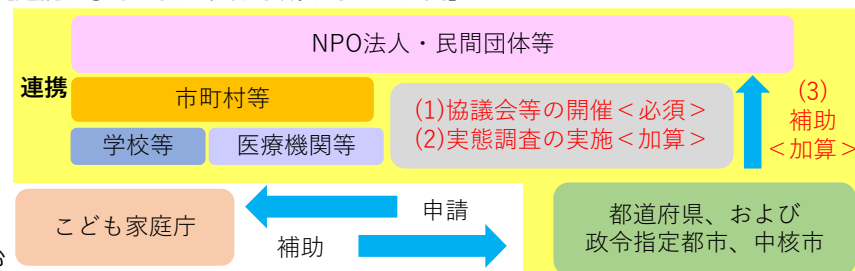 NPO法人・民間団体等
連携
市町村等
(1)協議会等の開催＜必須＞
(2)実態調査の実施＜加算＞
(3)
補助
＜加算＞
学校等
医療機関等
こども家庭庁
申請
補助
都道府県、および
政令指定都市、中核市